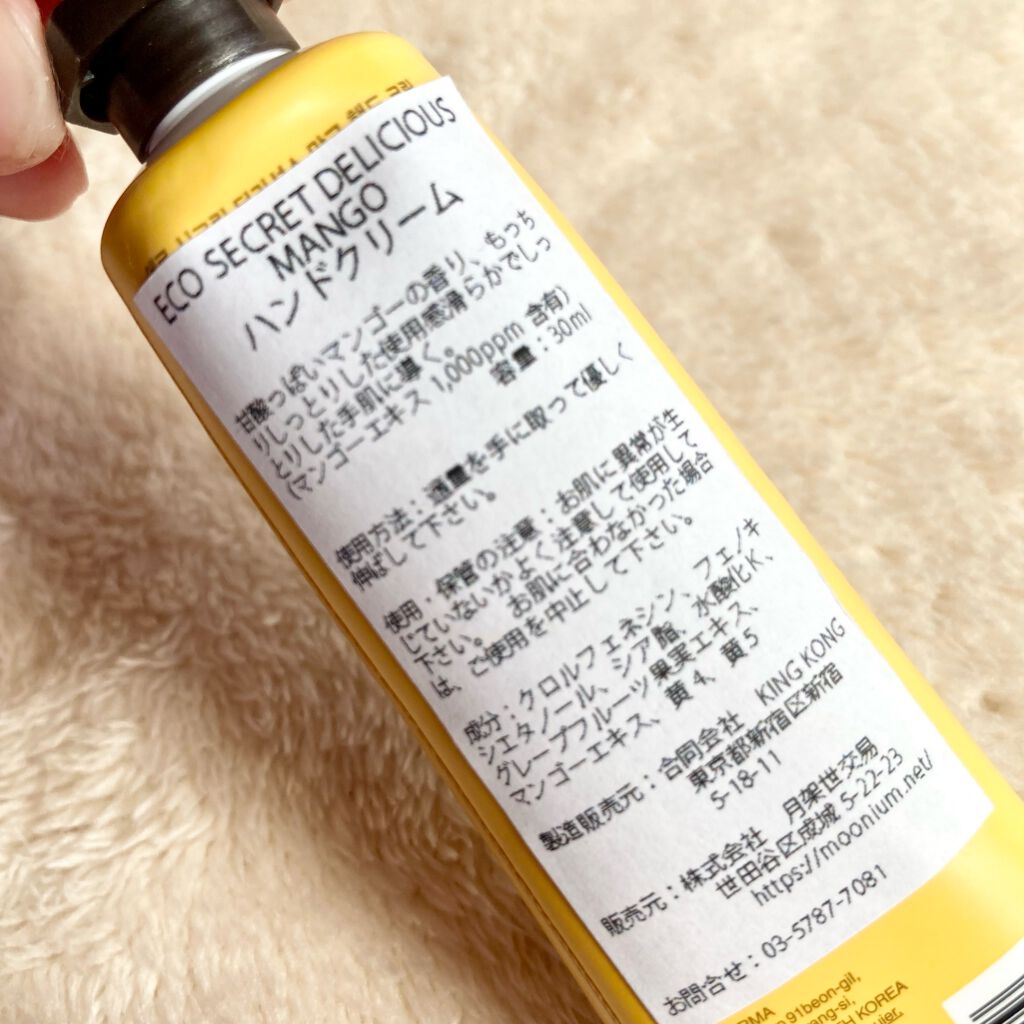 ECO SECRET DELICIOUS
MANGO
ハンドクリーム
甘酸っぱいマンゴーの香り、もっち
りしっとりした使用感滑らかでしっ
とりした手肌に導く。
(マンゴーエキス 1,000ppm 含有)
容量：30ml
使用方法：適量を手に取って優しく
伸ばして下さい。
使用：保管の注意：お肌に異常が生
じていないかよく注意して使用して
下さい。 お肌に合わなかった場合
は、ご使用を中止して下さい。
成分：クロルフェネシン、フェノキ
シエタノール、シア脂、水酸化K、
グレープフルーツ果実エキス、
マンゴーエキス、黄4、黄5
製造販売元：合同会社 KING KONG
東京都新宿区新宿
5-18-11
販売元：株式会社 月架世交易
世田谷区成城 5-22-23
https://moonium.net/
お問合せ：03-5787-7081
91beon-gil,
KOREA